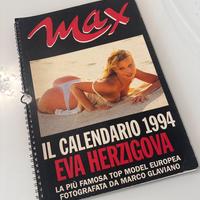 max
IL CALENDARIO 1994
EVA HERZIGOVA
LA PIÙ FAMOSA TOP MODEL EUROPEA
FOTOGRAFATA DA MARCO GLAVIANO